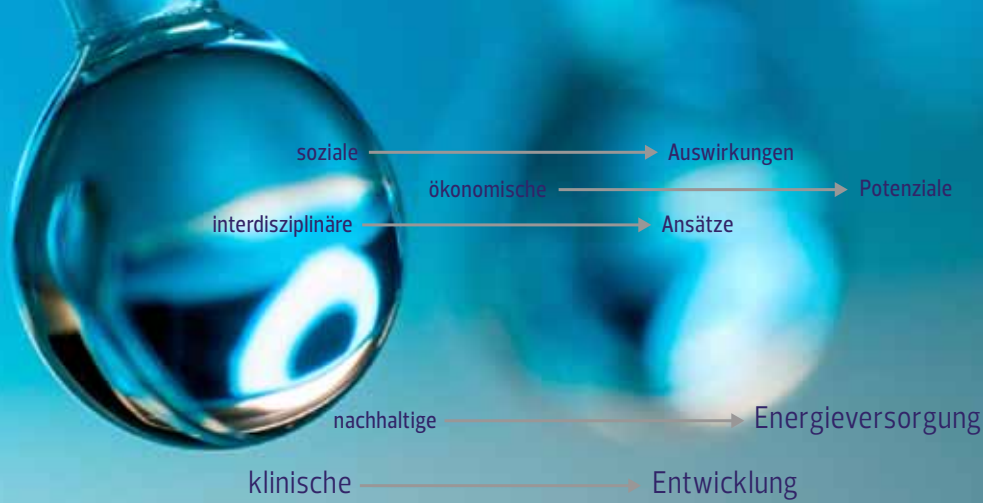 soziale Auswirkungen
ökonomische Potenziale
interdisziplinäre Ansätze
nachhaltige Energieversorgung
klinische Entwicklung